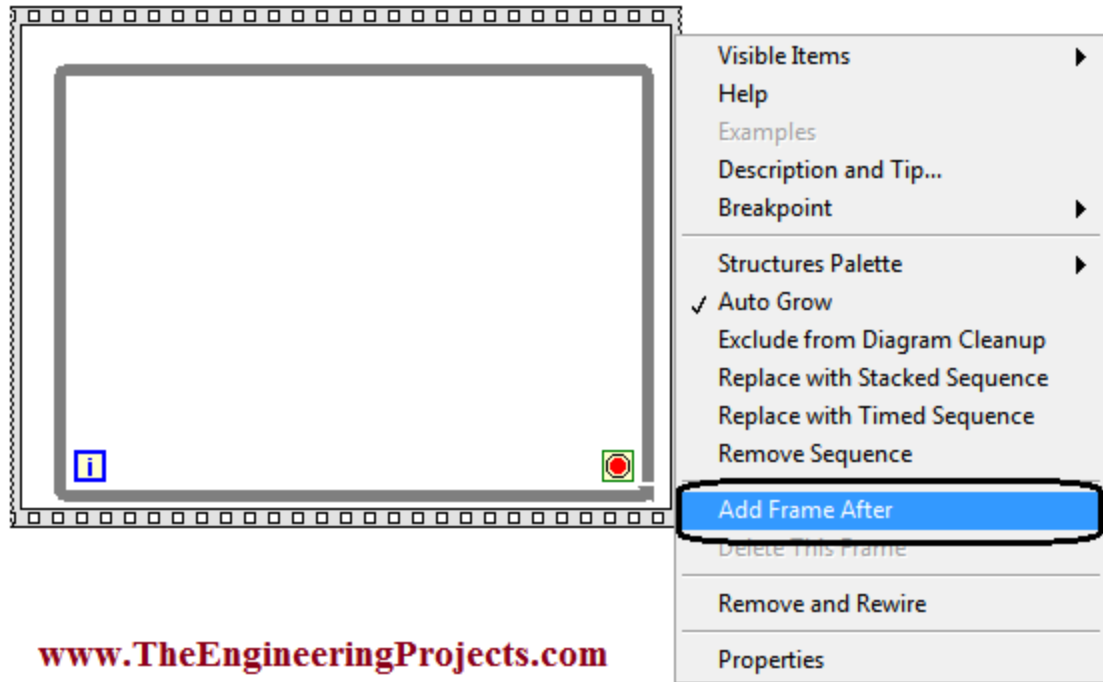 Visible Items
Help
Examples
Description and Tip...
Breakpoint
Structures Palette
Auto Grow
Exclude from Diagram Cleanup
Replace with Stacked Sequence
Replace with Timed Sequence
Remove Sequence
Add Frame After
Delete This Frame
Remove and Rewire
Properties
i
www.TheEngineeringProjects.com